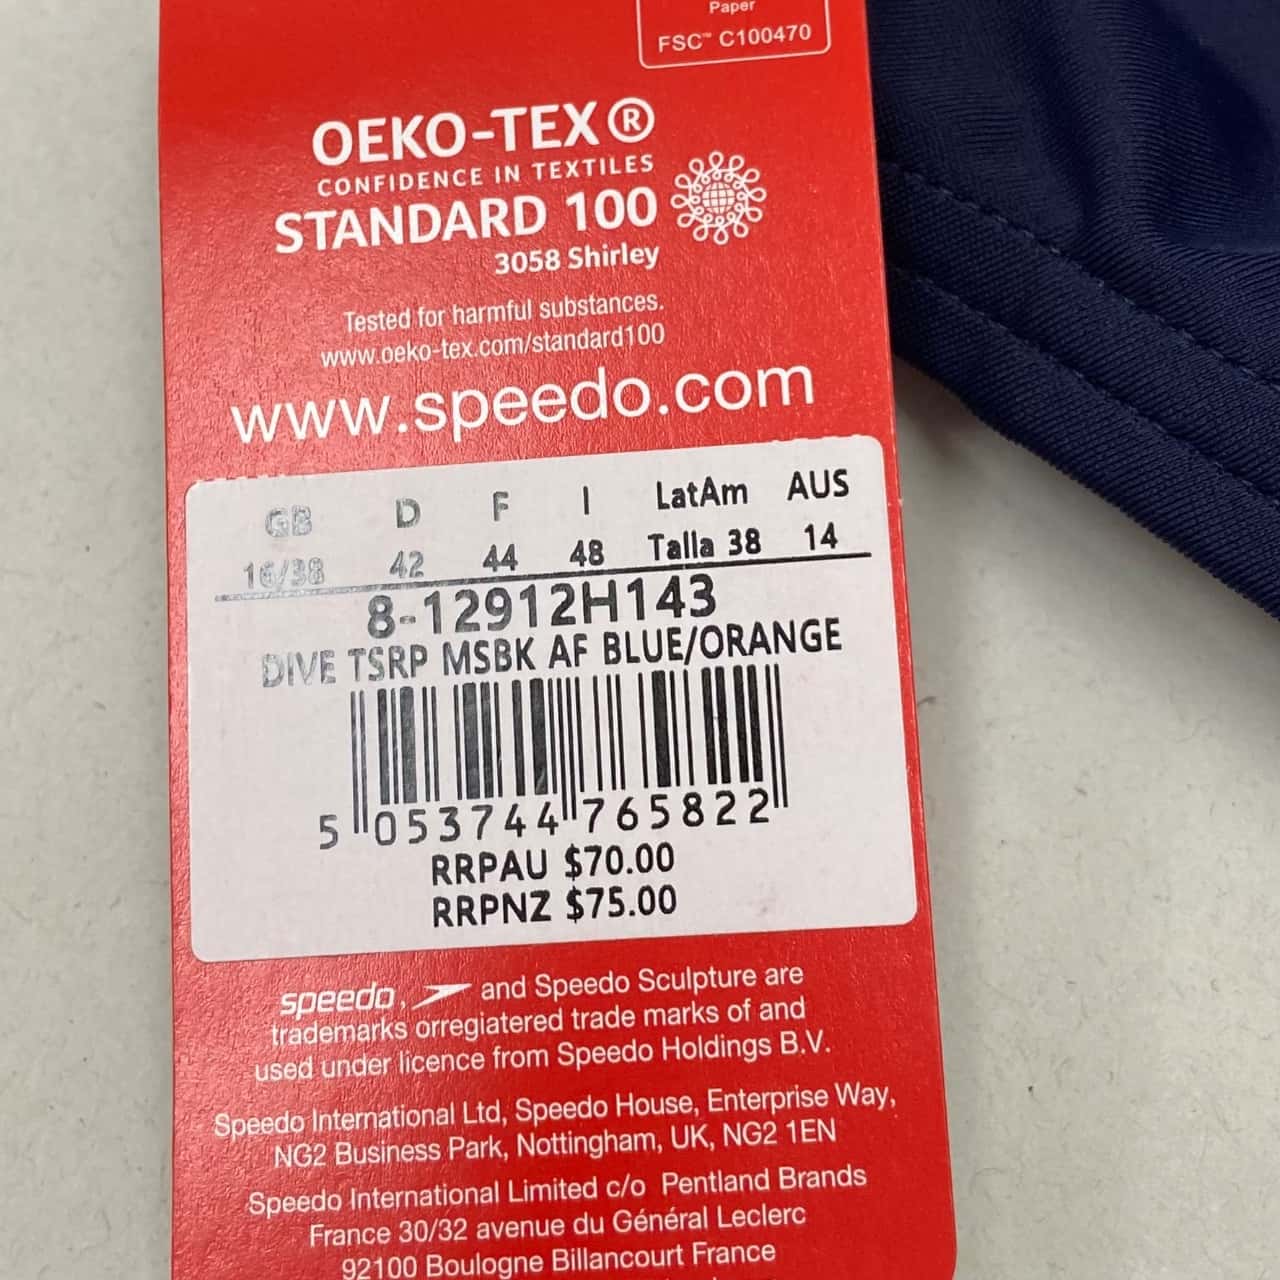 Paper
FSC™ C100470
OEKO-TEX®
CONFIDENCE IN TEXTILES
STANDARD 100
3058 Shirley
Tested for harmful substances.
www.oeko-tex.com/standard100
www.speedo.com
GB D F I LatAm AUS
16/38 42 44 48 Talla 38 14
8-12912H143
DIVE TSRP MSBK AF BLUE/ORANGE
5 053744 765822
RRPAU $70.00
RRPNZ $75.00
speedo, and Speedo Sculpture are
trademarks orregiatered trade marks of and
used under licence from Speedo Holdings B.V.
Speedo International Ltd, Speedo House, Enterprise Way,
NG2 Business Park, Nottingham, UK, NG2 1EN
Speedo International Limited c/o Pentland Brands
France 30/32 avenue du Général Leclerc
92100 Boulogne Billancourt France